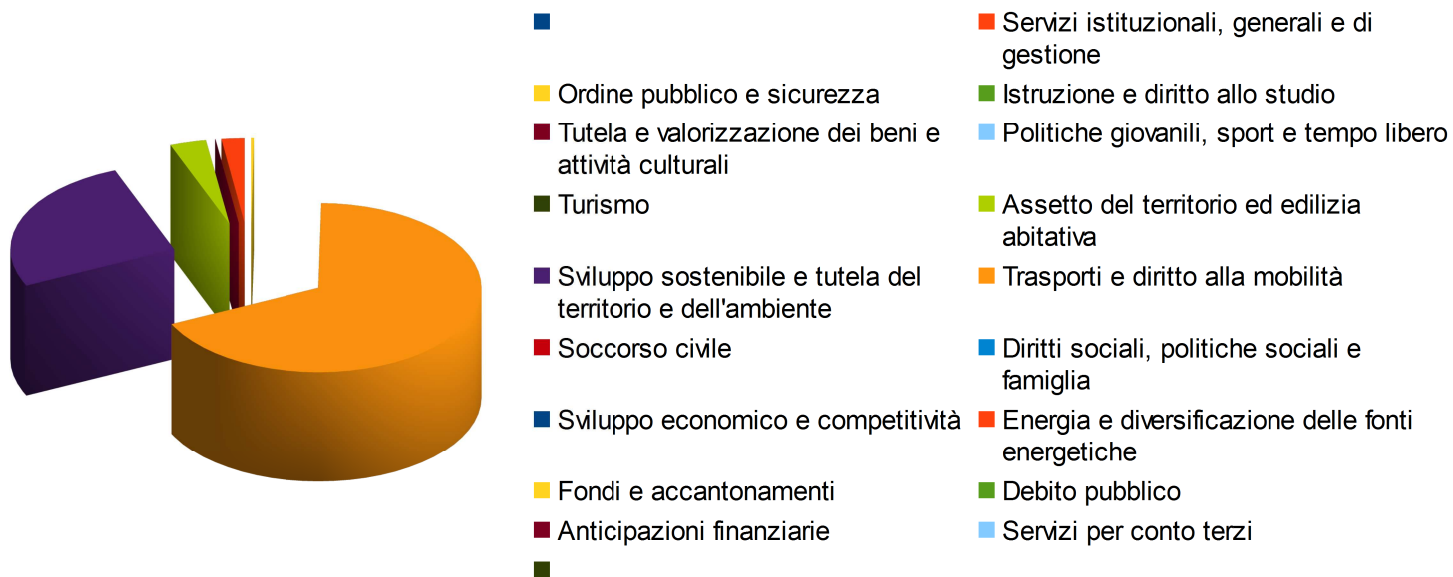 Servizi istituzionali, generali e di
gestione
Ordine pubblico e sicurezza
Istruzione e diritto allo studio
Tutela e valorizzazione dei beni e
attività culturali
Politiche giovanili, sport e tempo libero
Turismo
Assetto del territorio ed edilizia
abitativa
Sviluppo sostenibile e tutela del
territorio e dell'ambiente
Trasporti e diritto alla mobilità
Soccorso civile
Diritti sociali, politiche sociali e
famiglia
Sviluppo economico e competitività
Energia e diversificazione delle fonti
energetiche
Fondi e accantonamenti
Debito pubblico
Anticipazioni finanziarie
Servizi per conto terzi